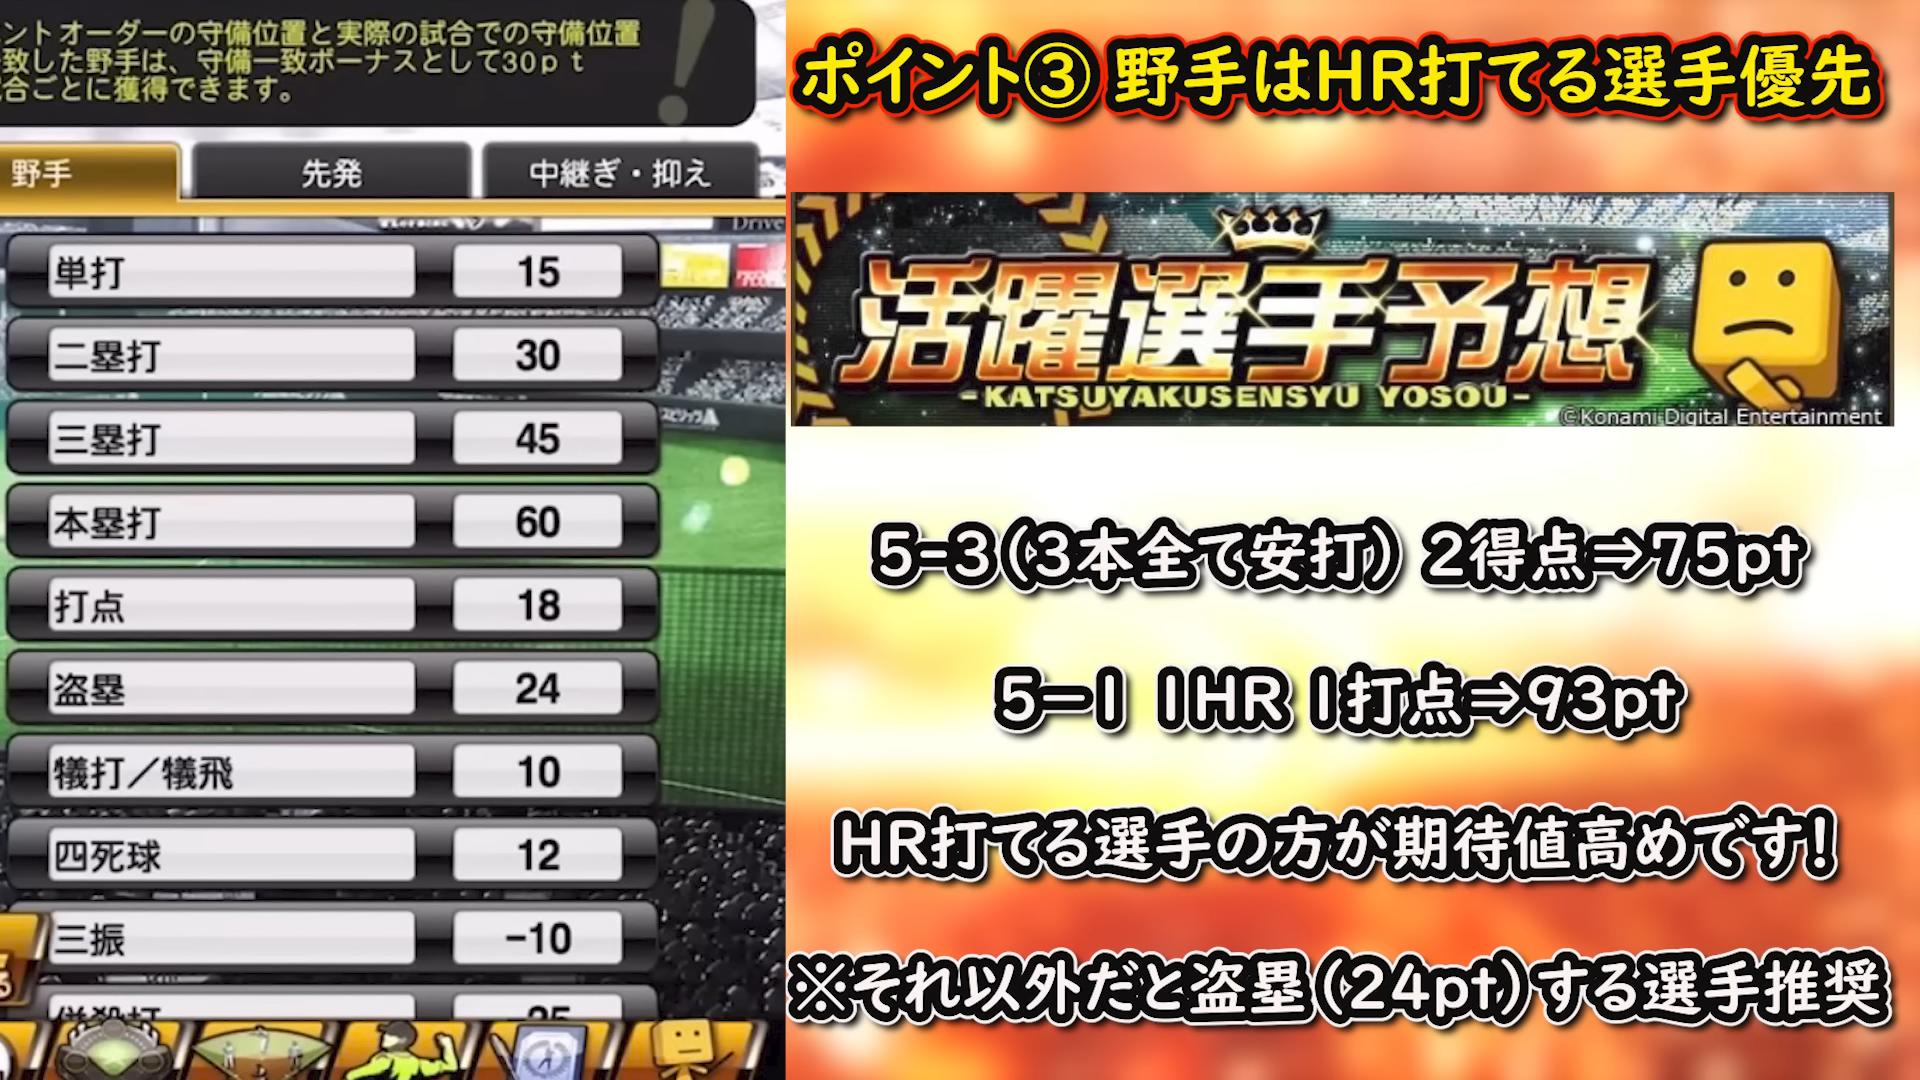 ントオーダーの守備位置と実際の試合での守備位置
致した野手は、守備一致ボーナスとして30pt
合ごとに獲得できます。
野手
先発
中継ぎ・抑え
単打 15
二塁打 30
三塁打 45
本塁打 60
打点 18
盗塁 24
犠打／犠飛 10
四死球 12
三振 -10
併殺打 -25
ポイント③ 野手はHR打てる選手優先
活躍選手予想
-KATSUYAKUSENSYU YOSOU-
©Konami Digital Entertainment
5-3（3本全て安打） 2得点⇒75pt
5−1 1HR 1打点⇒93pt
HR打てる選手の方が期待値高めです！
※それ以外だと盗塁（24pt）する選手推奨